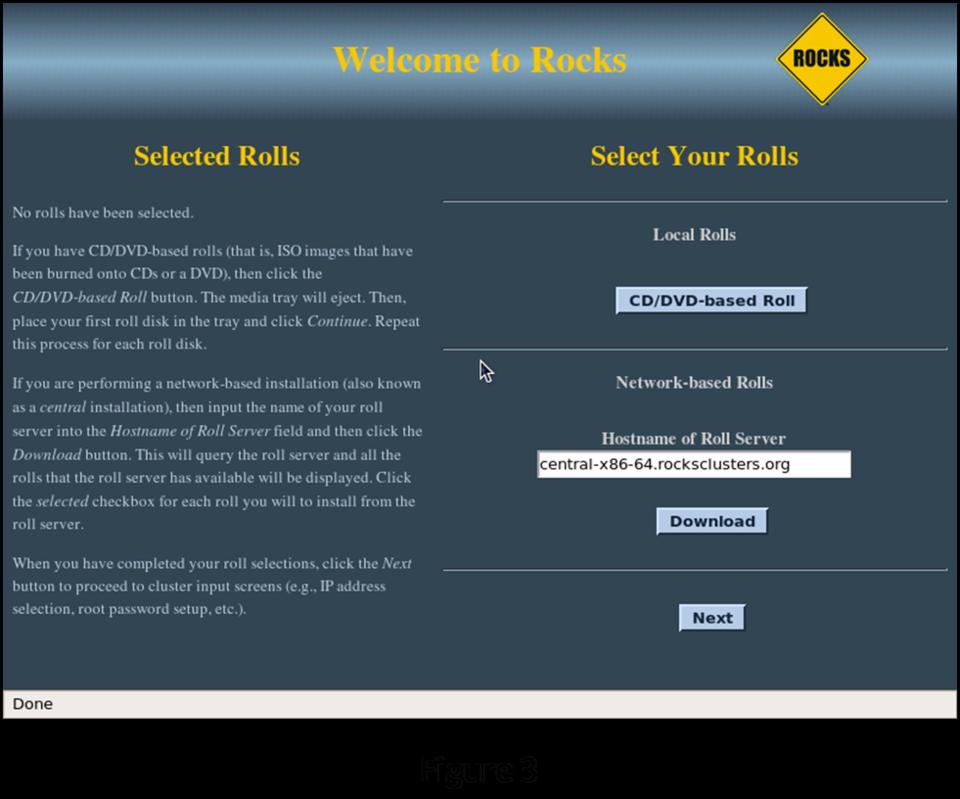 Welcome to Rocks
ROCKS
Selected Rolls
No rolls have been selected.
If you have CD/DVD-based rolls (that is, ISO images that have
been burned onto CDs or a DVD), then click the
CD/DVD-based Roll button. The media tray will eject. Then,
place your first roll disk in the tray and click Continue. Repeat
this process for each roll disk.
If you are performing a network-based installation (also known
as a central installation), then input the name of your roll
server into the Hostname of Roll Server field and then click the
Download button. This will query the roll server and all the
rolls that the roll server has available will be displayed. Click
the selected checkbox for each roll you will to install from the
roll server.
When you have completed your roll selections, click the Next
button to proceed to cluster input screens (e.g., IP address
selection, root password setup, etc.).
Select Your Rolls
Local Rolls
CD/DVD-based Roll
Network-based Rolls
Hostname of Roll Server
central-x86-64.rocksclusters.org
Download
Next
Done
Figure 3